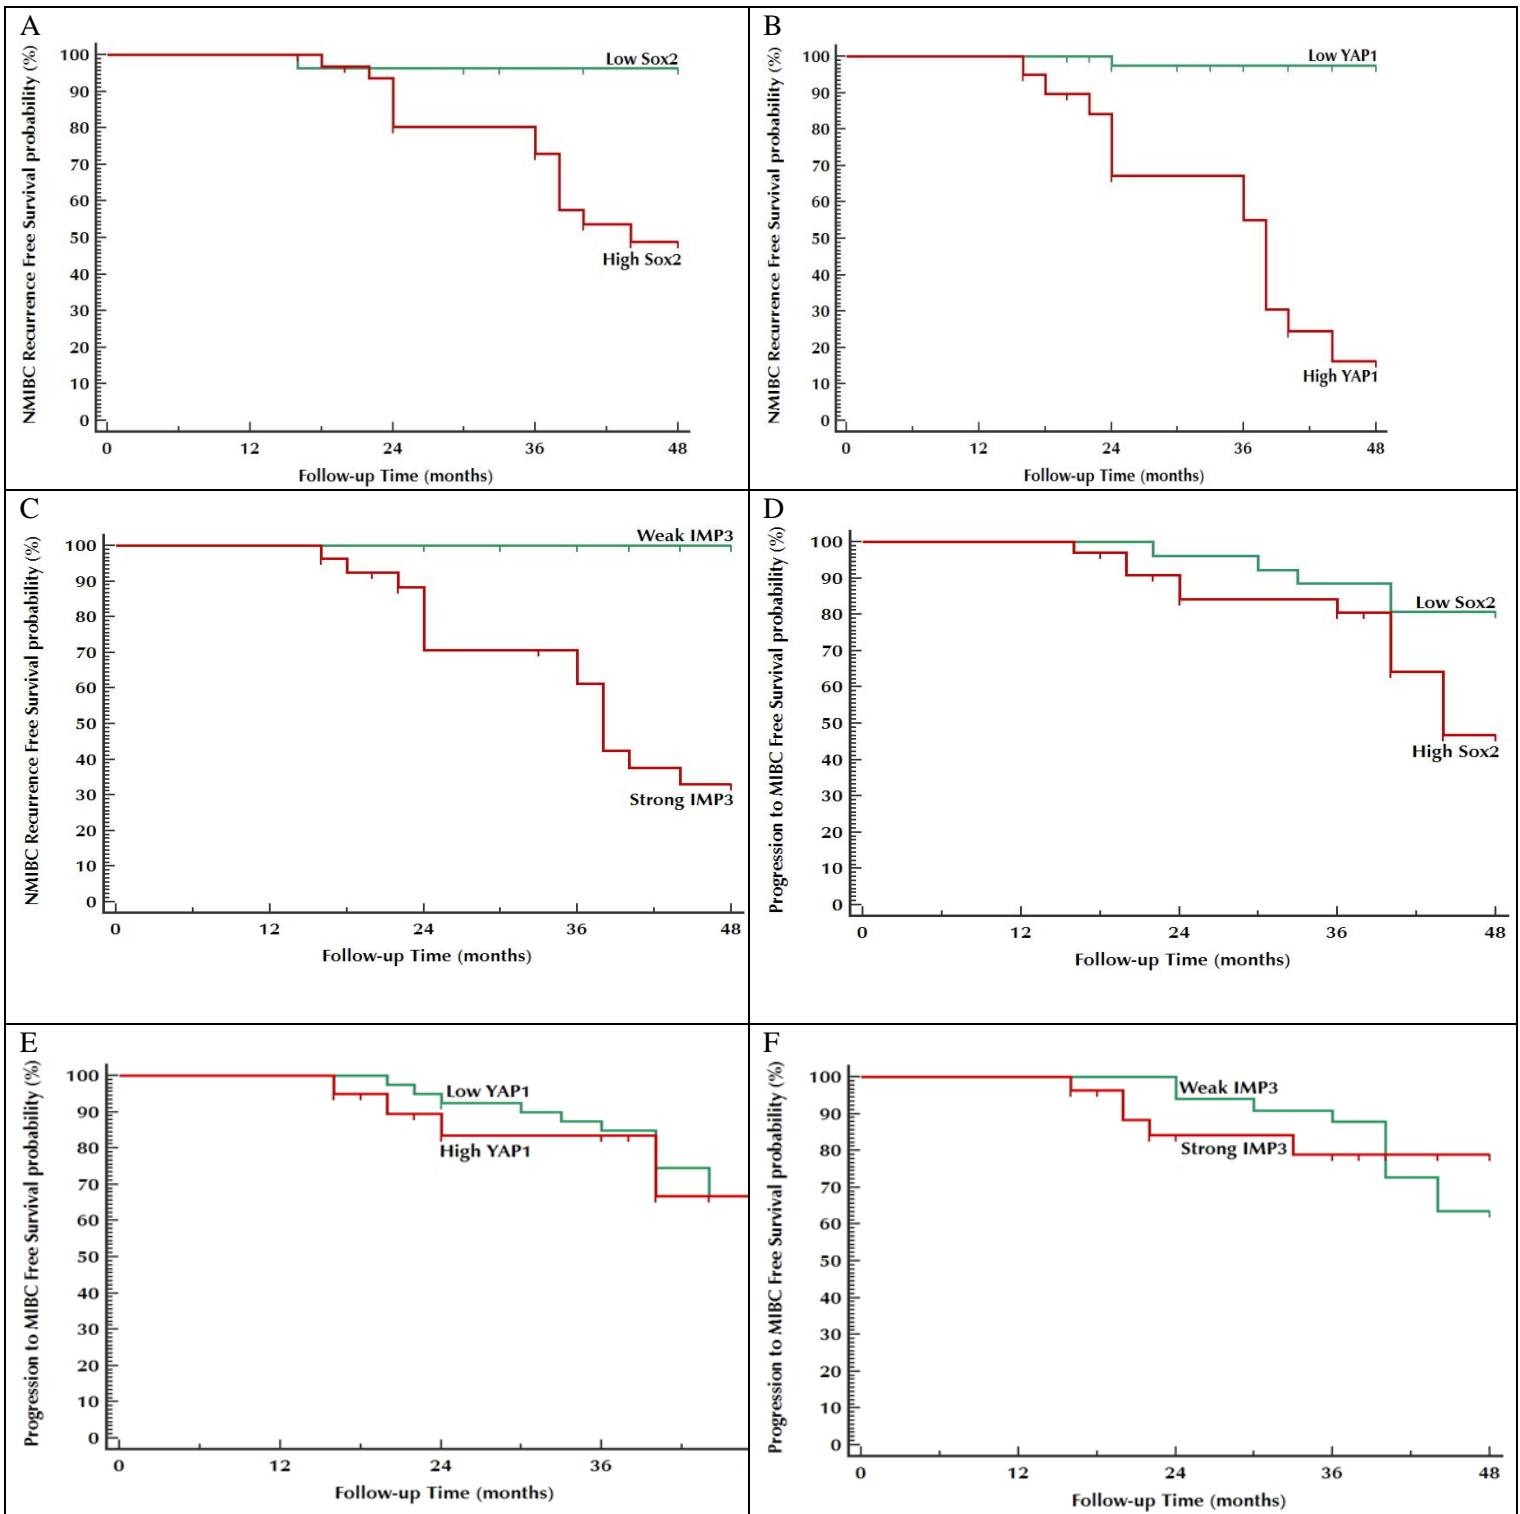 A
NMIBC Recurrence Free Survival probability (%)
100
90
80
70
60
50
40
30
20
10
0
Low Sox2
High Sox2
0 12 24 36 48
Follow-up Time (months)
B
NMIBC Recurrence Free Survival probability (%)
100
90
80
70
60
50
40
30
20
10
0
Low YAP1
High YAP1
0 12 24 36 48
Follow-up Time (months)
C
NMIBC Recurrence Free Survival probability (%)
100
90
80
70
60
50
40
30
20
10
0
Weak IMP3
Strong IMP3
0 12 24 36 48
Follow-up Time (months)
D
Progression to MIBC Free Survival probability (%)
100
90
80
70
60
50
40
30
20
10
0
Low Sox2
High Sox2
0 12 24 36 48
Follow-up Time (months)
E
Progression to MIBC Free Survival probability (%)
100
90
80
70
60
50
40
30
20
10
0
Low YAP1
High YAP1
0 12 24 36
Follow-up Time (months)
F
Progression to MIBC Free Survival probability (%)
100
90
80
70
60
50
40
30
20
10
0
Weak IMP3
Strong IMP3
0 12 24 36 48
Follow-up Time (months)